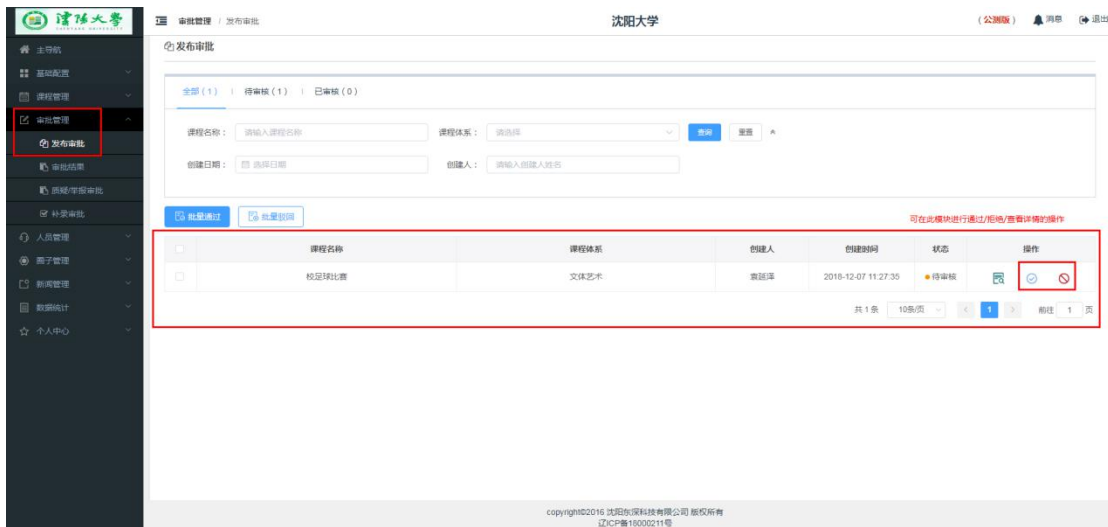 沈阳大学
SHENYANG UNIVERSITY
审批管理 / 发布审批
沈阳大学
(公测版)
消息
退出
主导航
基础配置
课程管理
审批管理
发布审批
审批结果
质疑/举报审批
补录审批
人员管理
圈子管理
新闻管理
数据统计
个人中心
发布审批
全部(1) 待审核(1) 已审核(0)
课程名称: 请输入课程名称 课程体系: 请选择 查询 重置
创建日期: 选择日期 创建人: 请输入创建人姓名
批量通过 批量驳回
可在此模块进行通过/拒绝/查看详情的操作
课程名称 课程体系 创建人 创建时间 状态 操作
校足球比赛 文体艺术 袁延泽 2018-12-07 11:27:35 待审核
共 1 条 10条/页 1 前往 1 页
copyright©2016 沈阳东深科技有限公司 版权所有
辽ICP备16000211号